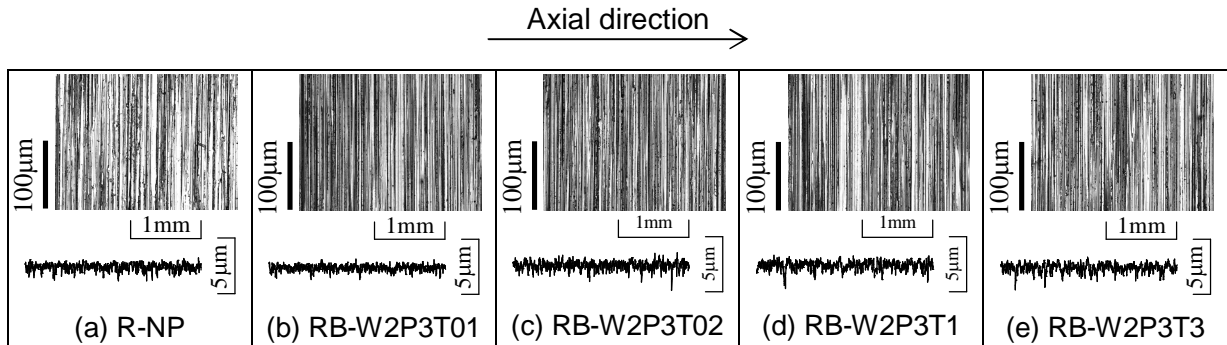 Axial direction
100μm
1mm
5μm
(a) R-NP
100μm
1mm
5μm
(b) RB-W2P3T01
100μm
1mm
5μm
(c) RB-W2P3T02
100μm
1mm
5μm
(d) RB-W2P3T1
100μm
1mm
5μm
(e) RB-W2P3T3